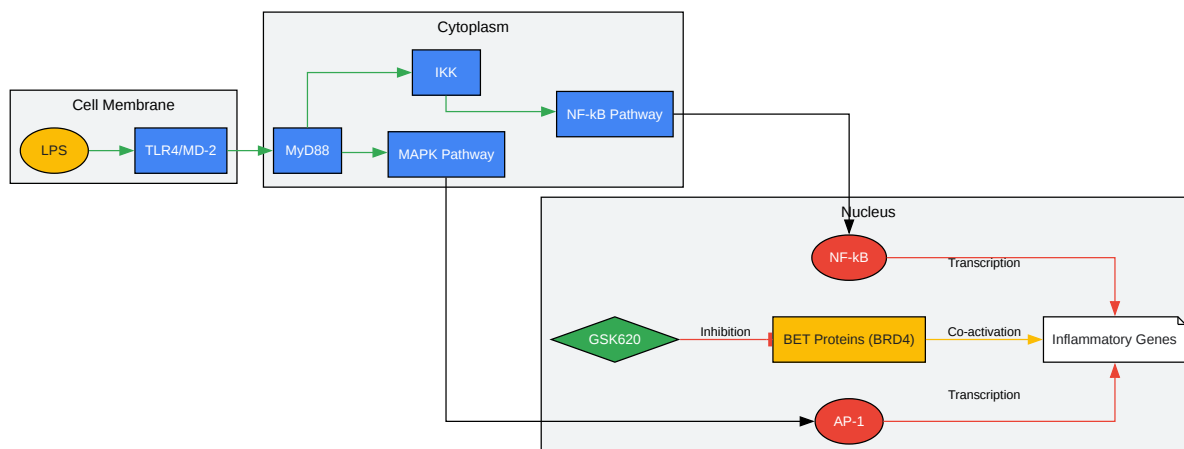 Cytoplasm
IKK
Cell Membrane
NF-kB Pathway
LPS
TLR4/MD-2
MyD88
MAPK Pathway
Nucleus
NF-kB
Transcription
GSK620
Inhibition
BET Proteins (BRD4)
Co-activation
Inflammatory Genes
Transcription
AP-1